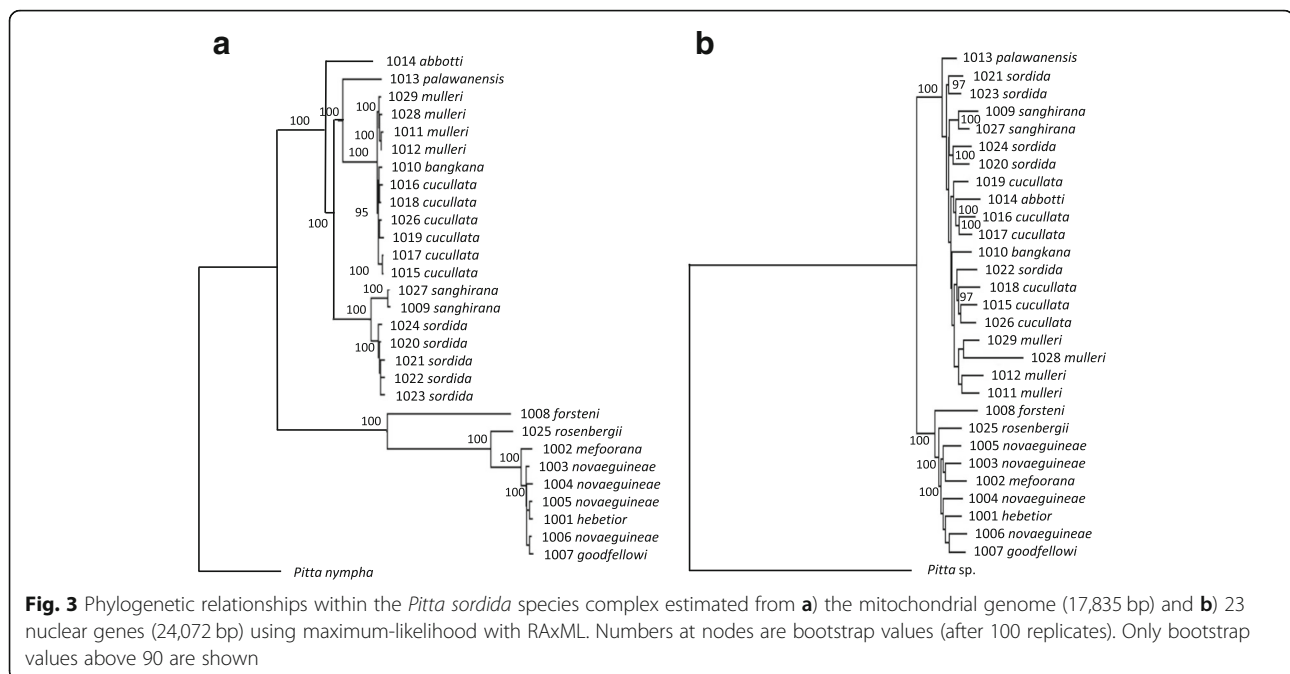 a
100
1014 abbotti
100
1013 palawanensis
100
1029 mulleri
1028 mulleri
100
1011 mulleri
1012 mulleri
100
1010 bangkana
1016 cucullata
1018 cucullata
95
1026 cucullata
1019 cucullata
1017 cucullata
100
1015 cucullata
100
100
1027 sanghirana
1009 sanghirana
100
1024 sordida
1020 sordida
100
1021 sordida
1022 sordida
1023 sordida
100
1008 forsteni
100
1025 rosenbergii
100
1002 mefoorana
1003 novaeguineae
100
1004 novaeguineae
1005 novaeguineae
1001 hebetior
1006 novaeguineae
1007 goodfellowi
Pitta nympha
b
1013 palawanensis
100
97
1021 sordida
1023 sordida
100
1009 sanghirana
1027 sanghirana
100
1024 sordida
1020 sordida
1019 cucullata
100
1014 abbotti
100
1016 cucullata
1017 cucullata
1010 bangkana
1022 sordida
97
1018 cucullata
1015 cucullata
1026 cucullata
1029 mulleri
1028 mulleri
1012 mulleri
1011 mulleri
100
1008 forsteni
1025 rosenbergii
100
1005 novaeguineae
1003 novaeguineae
100
1002 mefoorana
1004 novaeguineae
1001 hebetior
1006 novaeguineae
1007 goodfellowi
Pitta sp.
Fig. 3 Phylogenetic relationships within the Pitta sordida species complex estimated from a) the mitochondrial genome (17,835 bp) and b) 23
nuclear genes (24,072 bp) using maximum-likelihood with RAxML. Numbers at nodes are bootstrap values (after 100 replicates). Only bootstrap
values above 90 are shown